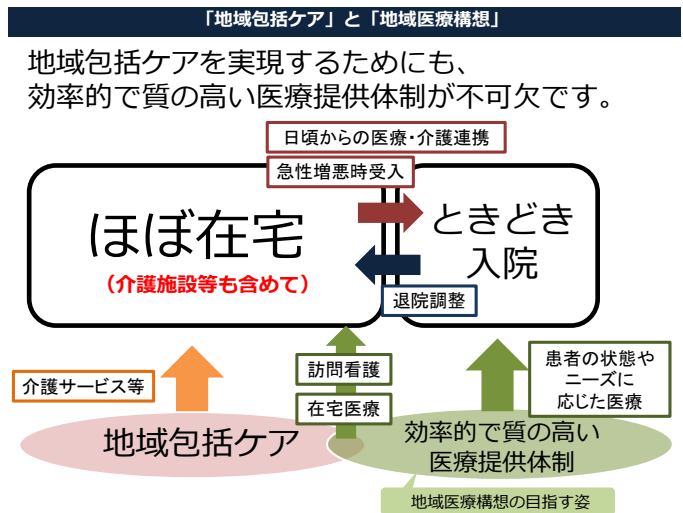 「地域包括ケア」と「地域医療構想」
地域包括ケアを実現するためにも、
効率的で質の高い医療提供体制が不可欠です。
日頃からの医療・介護連携
急性増悪時受入
ほぼ在宅
(介護施設等も含めて)
ときどき
入院
退院調整
介護サービス等
訪問看護
在宅医療
患者の状態や
ニーズに
応じた医療
地域包括ケア
効率的で質の高い
医療提供体制
地域医療構想の目指す姿